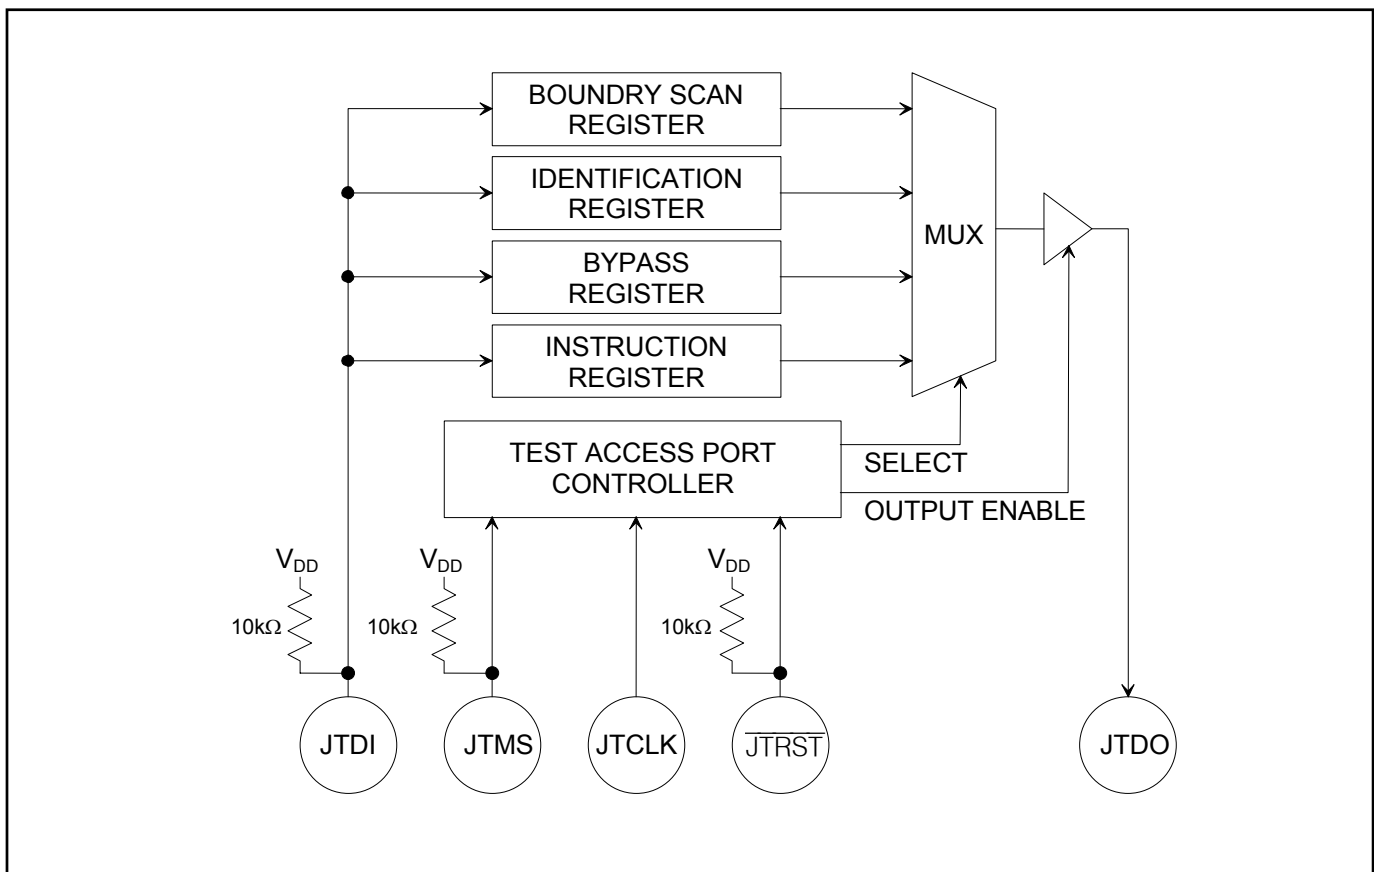 BOUNDRY SCAN
REGISTER
IDENTIFICATION
REGISTER
BYPASS
REGISTER
INSTRUCTION
REGISTER
MUX
TEST ACCESS PORT
CONTROLLER
SELECT
OUTPUT ENABLE
VDD
VDD
VDD
10kΩ
10kΩ
10kΩ
JTDI
JTMS
JTCLK
J̅T̅R̅S̅T̅
JTDO